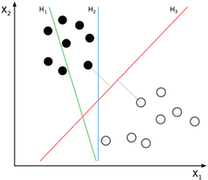 X₂ H₁ H₂ H₃
X₁